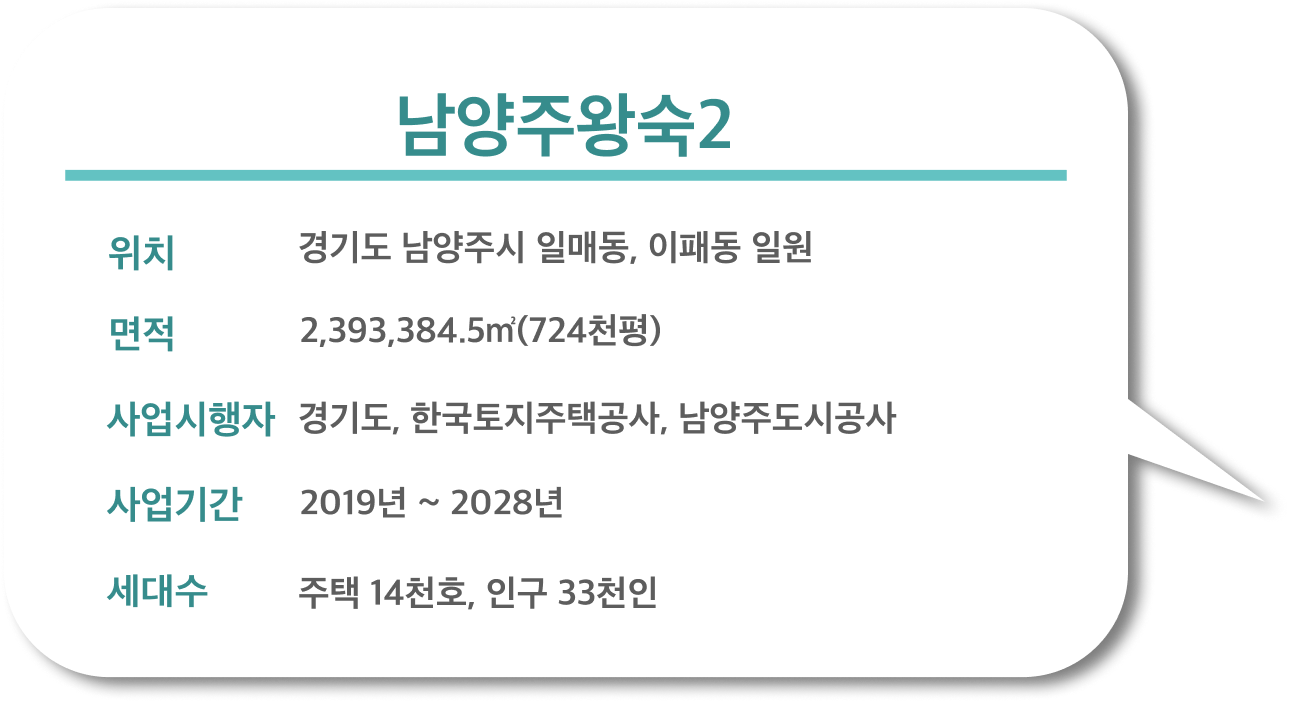 남양주왕숙2
위치 경기도 남양주시 일매동, 이패동 일원
면적 2,393,384.5㎡(724천평)
사업시행자 경기도, 한국토지주택공사, 남양주도시공사
사업기간 2019년 ~ 2028년
세대수 주택 14천호, 인구 33천인